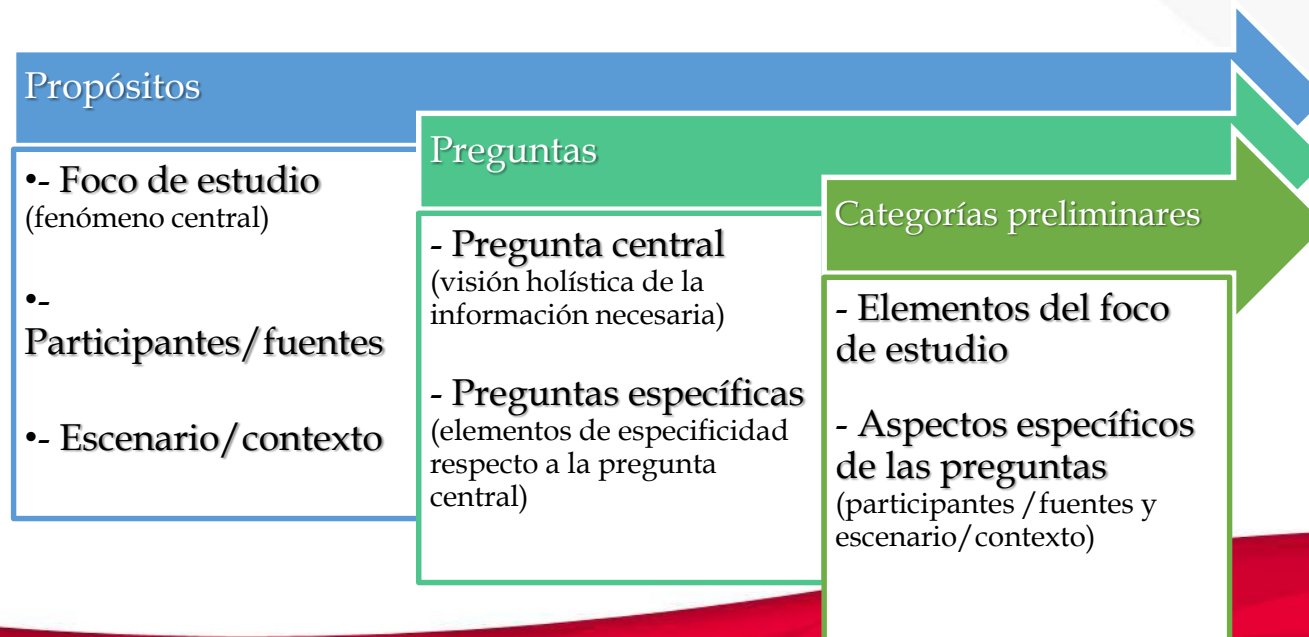 Propósitos
•- Foco de estudio
(fenómeno central)
•-
Participantes/fuentes
•- Escenario/contexto
Preguntas
- Pregunta central
(visión holística de la
información necesaria)
- Preguntas específicas
(elementos de especificidad
respecto a la pregunta
central)
Categorías preliminares
- Elementos del foco
de estudio
- Aspectos específicos
de las preguntas
(participantes /fuentes y
escenario/contexto)